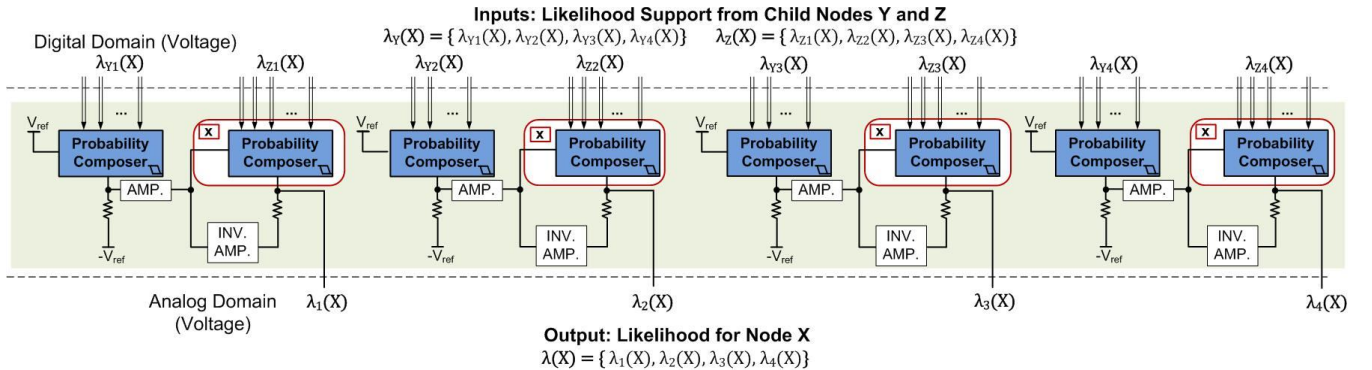 Inputs: Likelihood Support from Child Nodes Y and Z
Digital Domain (Voltage)
λY(X) = { λY1(X), λY2(X), λY3(X), λY4(X)} λZ(X) = { λZ1(X), λZ2(X), λZ3(X), λZ4(X)}
λY1(X) λZ1(X) λY2(X) λZ2(X) λY3(X) λZ3(X) λY4(X) λZ4(X)
... ... ... ... ... ... ... ...
Vref x Vref x Vref x Vref x
Probability Composer Probability Composer Probability Composer Probability Composer Probability Composer Probability Composer Probability Composer Probability Composer
AMP. AMP. AMP. AMP.
INV. AMP. INV. AMP. INV. AMP. INV. AMP.
-Vref -Vref -Vref -Vref
Analog Domain
(Voltage)
λ1(X) λ2(X) λ3(X) λ4(X)
Output: Likelihood for Node X
λ(X) = { λ1(X), λ2(X), λ3(X), λ4(X)}